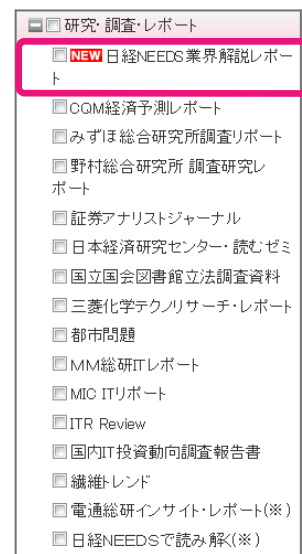 研究・調査・レポート
NEW 日経NEEDS業界解説レポー
ト
CQM経済予測レポート
みずほ総合研究所調査リポート
野村総合研究所 調査研究レ
ポート
証券アナリストジャーナル
日本経済研究センター・読むゼミ
国立国会図書館立法調査資料
三菱化学テクノリサーチ・レポート
都市問題
MM総研ITレポート
MIC ITリポート
ITR Review
国内IT投資動向調査報告書
繊維トレンド
電通総研インサイト・レポート(※)
日経NEEDSで読み解く(※)